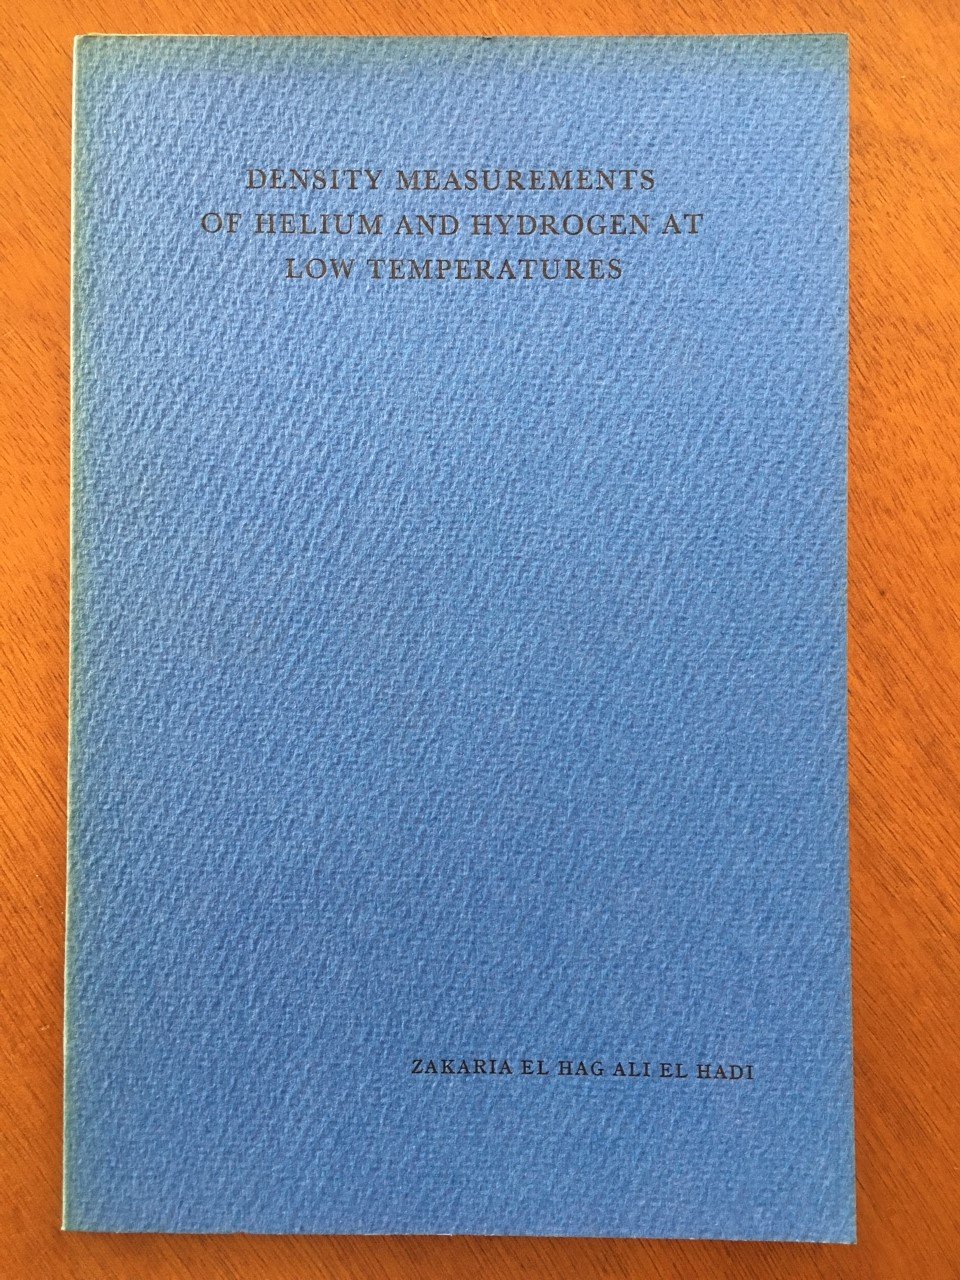 DENSITY MEASUREMENTS
OF HELIUM AND HYDROGEN AT
LOW TEMPERATURES
ZAKARIA EL HAG ALI EL HADI